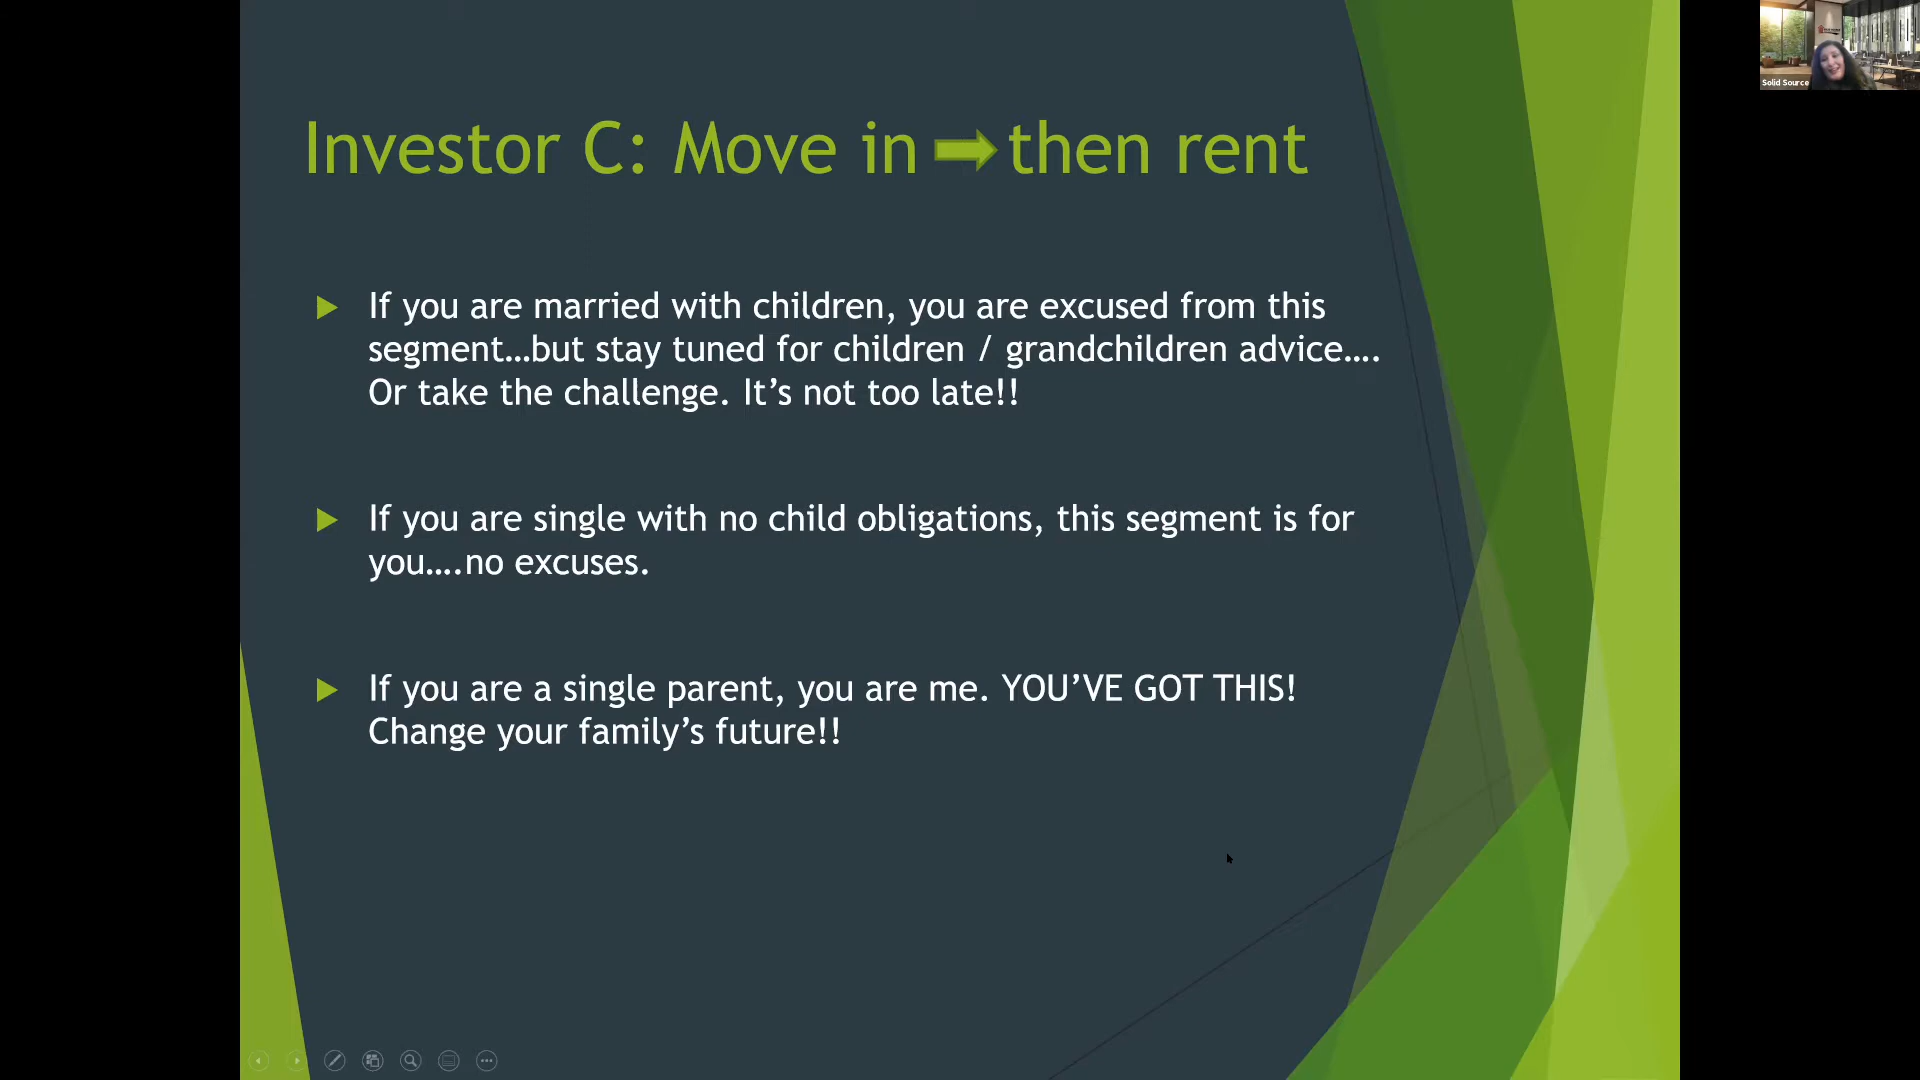 Investor C: Move in then rent
If you are married with children, you are excused from this
segment…but stay tuned for children / grandchildren advice….
Or take the challenge. It’s not too late!!
If you are single with no child obligations, this segment is for
you….no excuses.
If you are a single parent, you are me. YOU’VE GOT THIS!
Change your family’s future!!
Solid Source